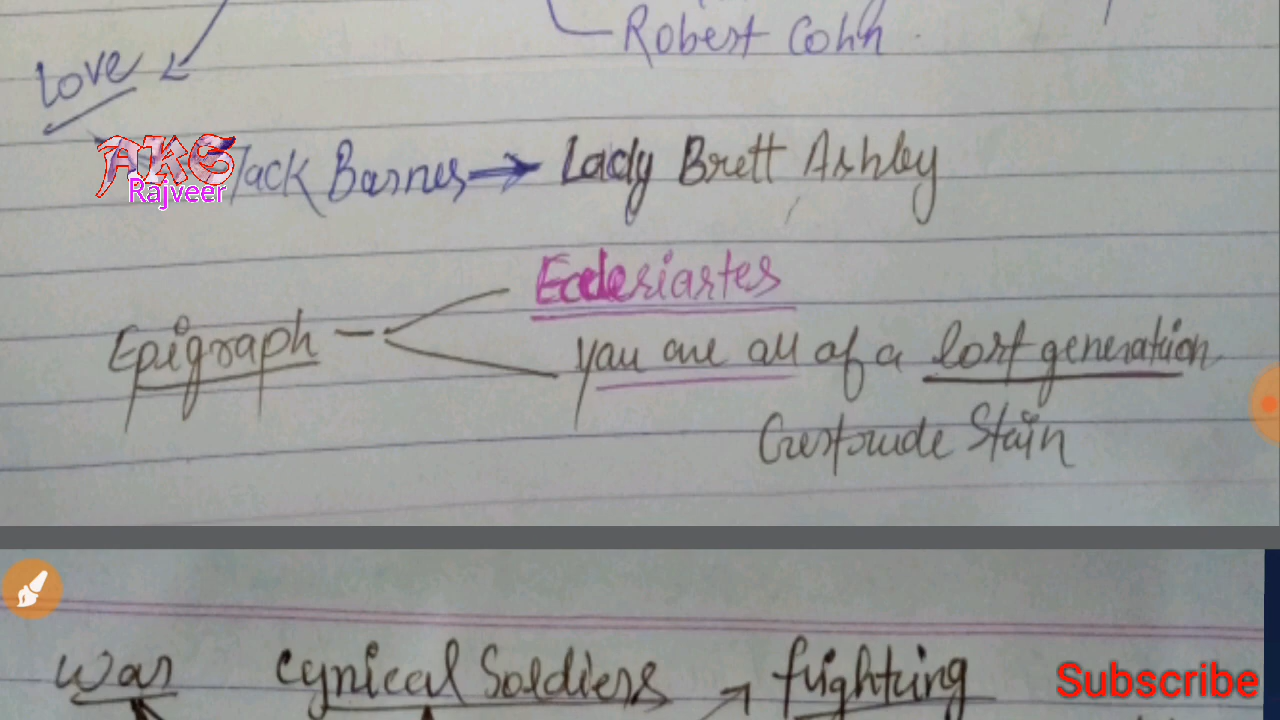 Robert Cohn.
Love
AKS
Rajveer
Jack Barnes → Lady Brett Ashley
Ecclesiastes
Epigraph
you are all of a lost generation
Gertrude Stain
War Cynical Soldiers fighting
Subscribe